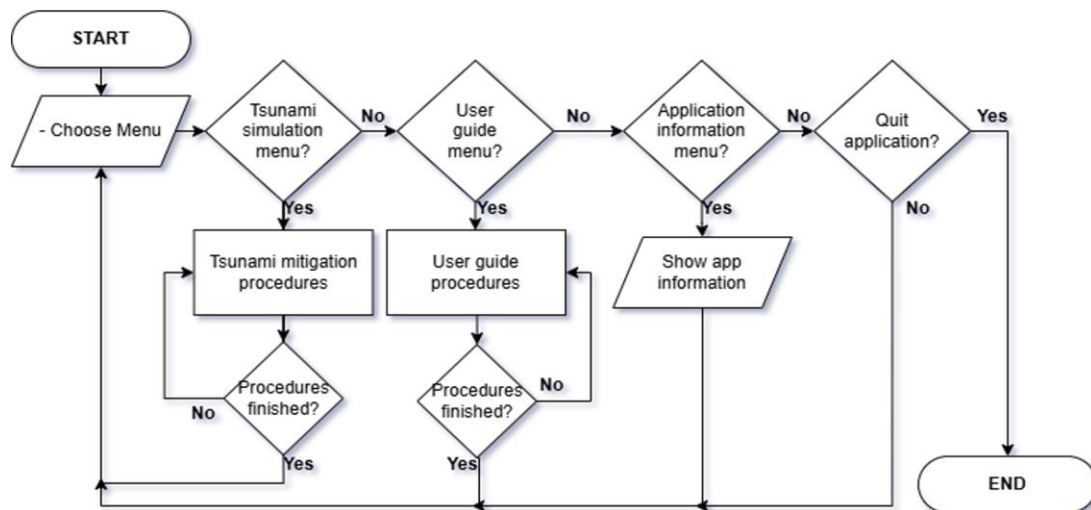 START
- Choose Menu
Tsunami
simulation
menu?
No
User
guide
menu?
No
Application
information
menu?
No
Quit
application?
Yes
Yes
Yes
Yes
No
Tsunami mitigation
procedures
User guide
procedures
Show app
information
Procedures
finished?
No
Yes
Procedures
finished?
No
Yes
END